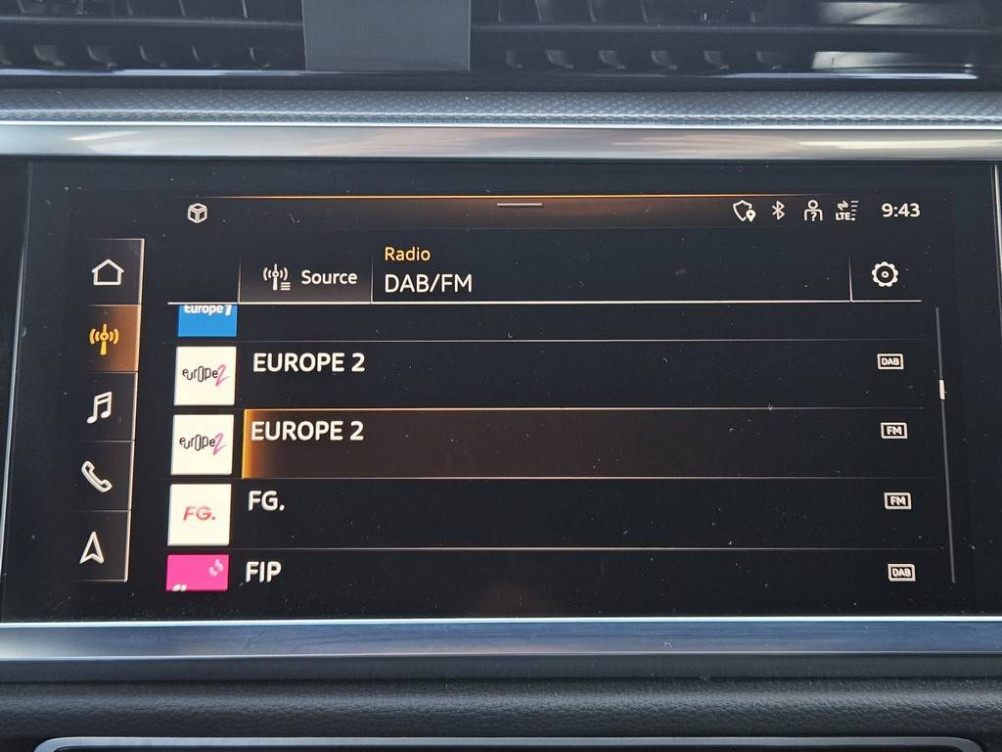 LTE 9:43
Radio
Source DAB/FM
europe 1
europe2 EUROPE 2 DAB
europe2 EUROPE 2 FM
FG. FG. FM
FIP DAB